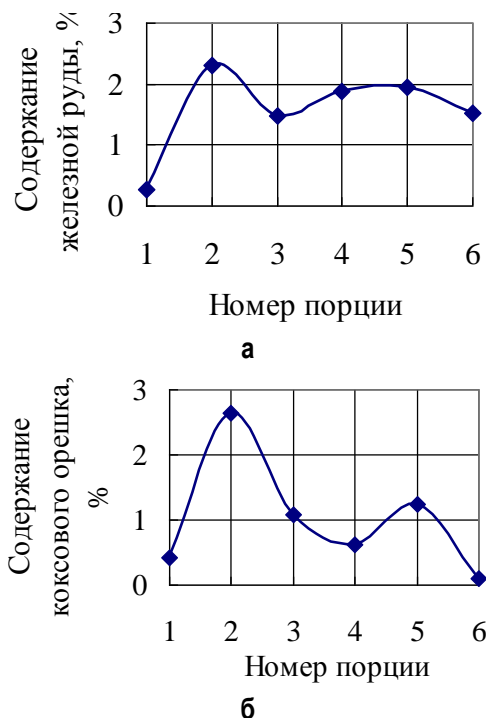 Содержание
железной руды, %
3
2
1
0
1 2 3 4 5 6
Номер порции
а
Содержание
коксового орешка,
%
3
2
1
0
1 2 3 4 5 6
Номер порции
б